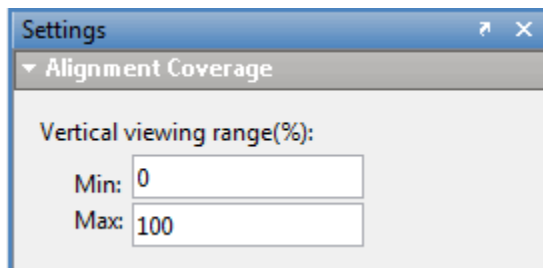 Settings
Alignment Coverage
Vertical viewing range(%):
Min: 0
Max: 100